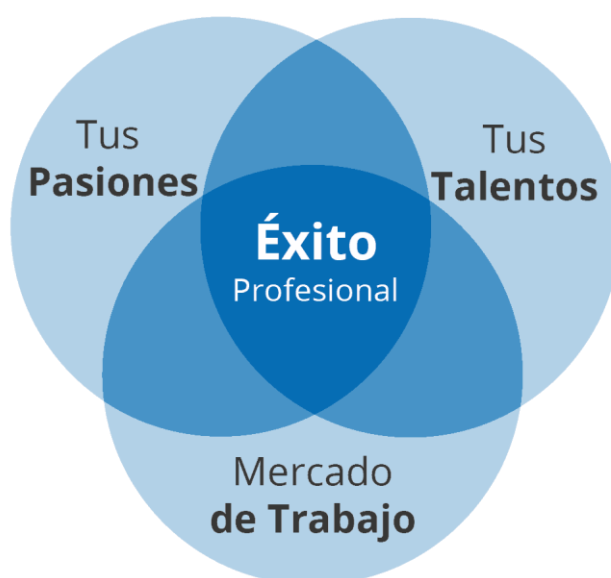 Tus
Pasiones
Tus
Talentos
Éxito
Profesional
Mercado
de Trabajo